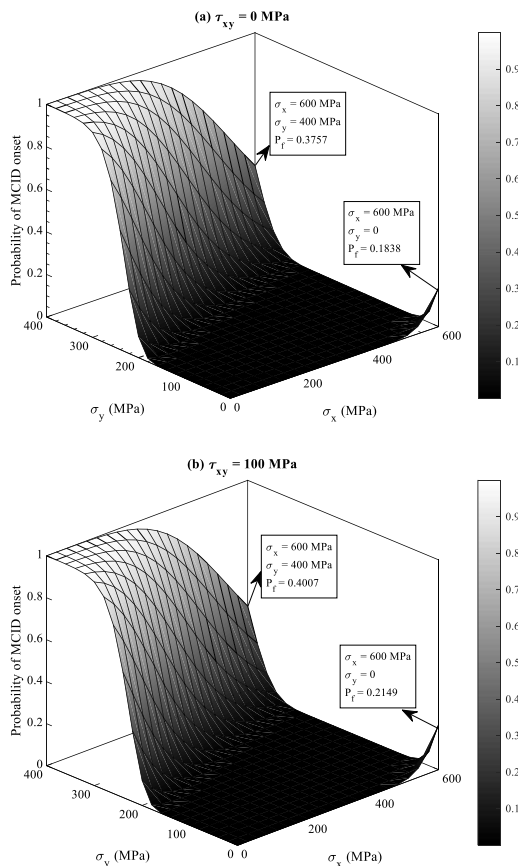 (a) τxy = 0 MPa
σx = 600 MPa
σy = 400 MPa
Pf = 0.3757
σx = 600 MPa
σy = 0
Pf = 0.1838
Probability of MCID onset
1
0.8
0.6
0.4
0.2
0
400
300
200
100
0
σy (MPa)
0
200
400
600
σx (MPa)
0.9
0.8
0.7
0.6
0.5
0.4
0.3
0.2
0.1
(b) τxy = 100 MPa
σx = 600 MPa
σy = 400 MPa
Pf = 0.4007
σx = 600 MPa
σy = 0
Pf = 0.2149
Probability of MCID onset
1
0.8
0.6
0.4
0.2
0
400
300
200
100
0
σy (MPa)
0
200
400
600
σx (MPa)
0.9
0.8
0.7
0.6
0.5
0.4
0.3
0.2
0.1